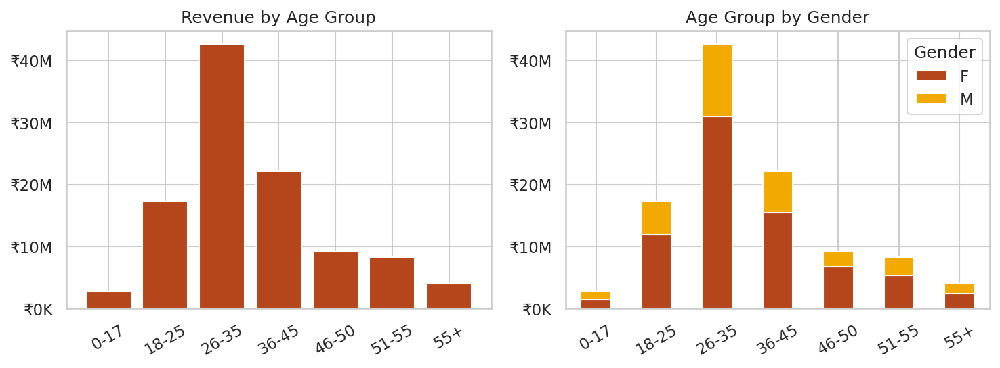 Revenue by Age Group
₹40M
₹30M
₹20M
₹10M
₹0K
0-17
18-25
26-35
36-45
46-50
51-55
55+
Age Group by Gender
Gender
F
M
₹40M
₹30M
₹20M
₹10M
₹0K
0-17
18-25
26-35
36-45
46-50
51-55
55+